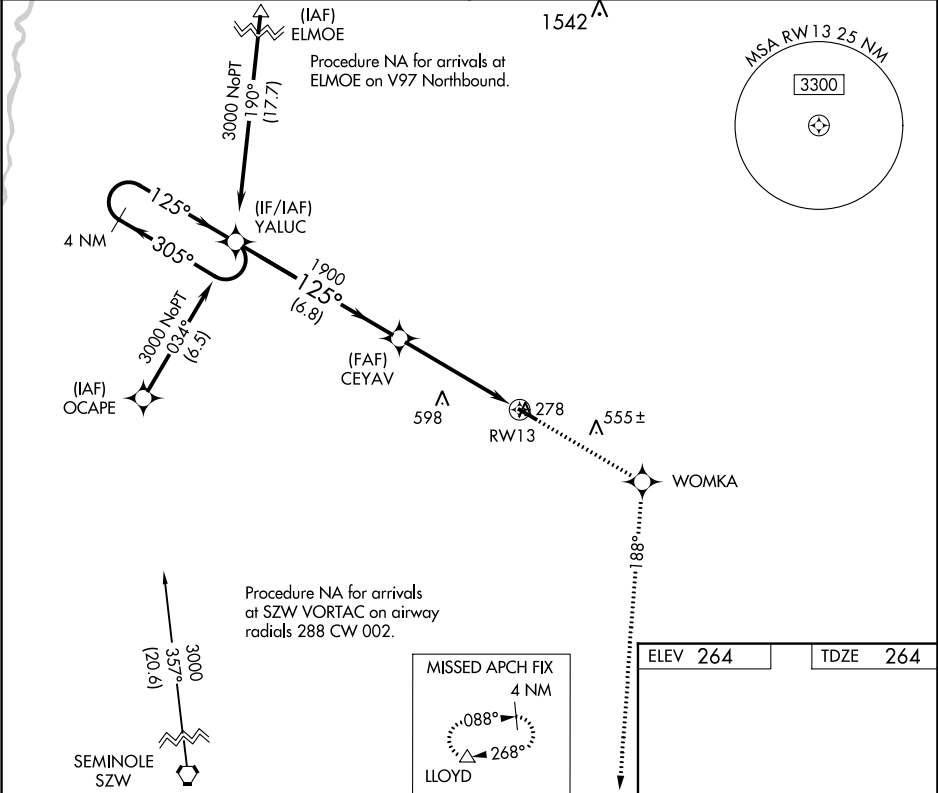 (IAF)
ELMOE
1542
Procedure NA for arrivals at
ELMOE on V97 Northbound.
MSA RW13 25 NM
3300
3000 NoPT
190°
(17.7)
125°
4 NM
305°
(IF/IAF)
YALUC
1900
125°
(6.8)
3000 NoPT
034°
(6.5)
(IAF)
OCAPE
(FAF)
CEYAV
598
278
RW13
555±
WOMKA
188°
Procedure NA for arrivals
at SZW VORTAC on airway
radials 288 CW 002.
3000
357°
(20.6)
SEMINOLE
SZW
MISSED APCH FIX
4 NM
088°
268°
LLOYD
ELEV 264
TDZE 264